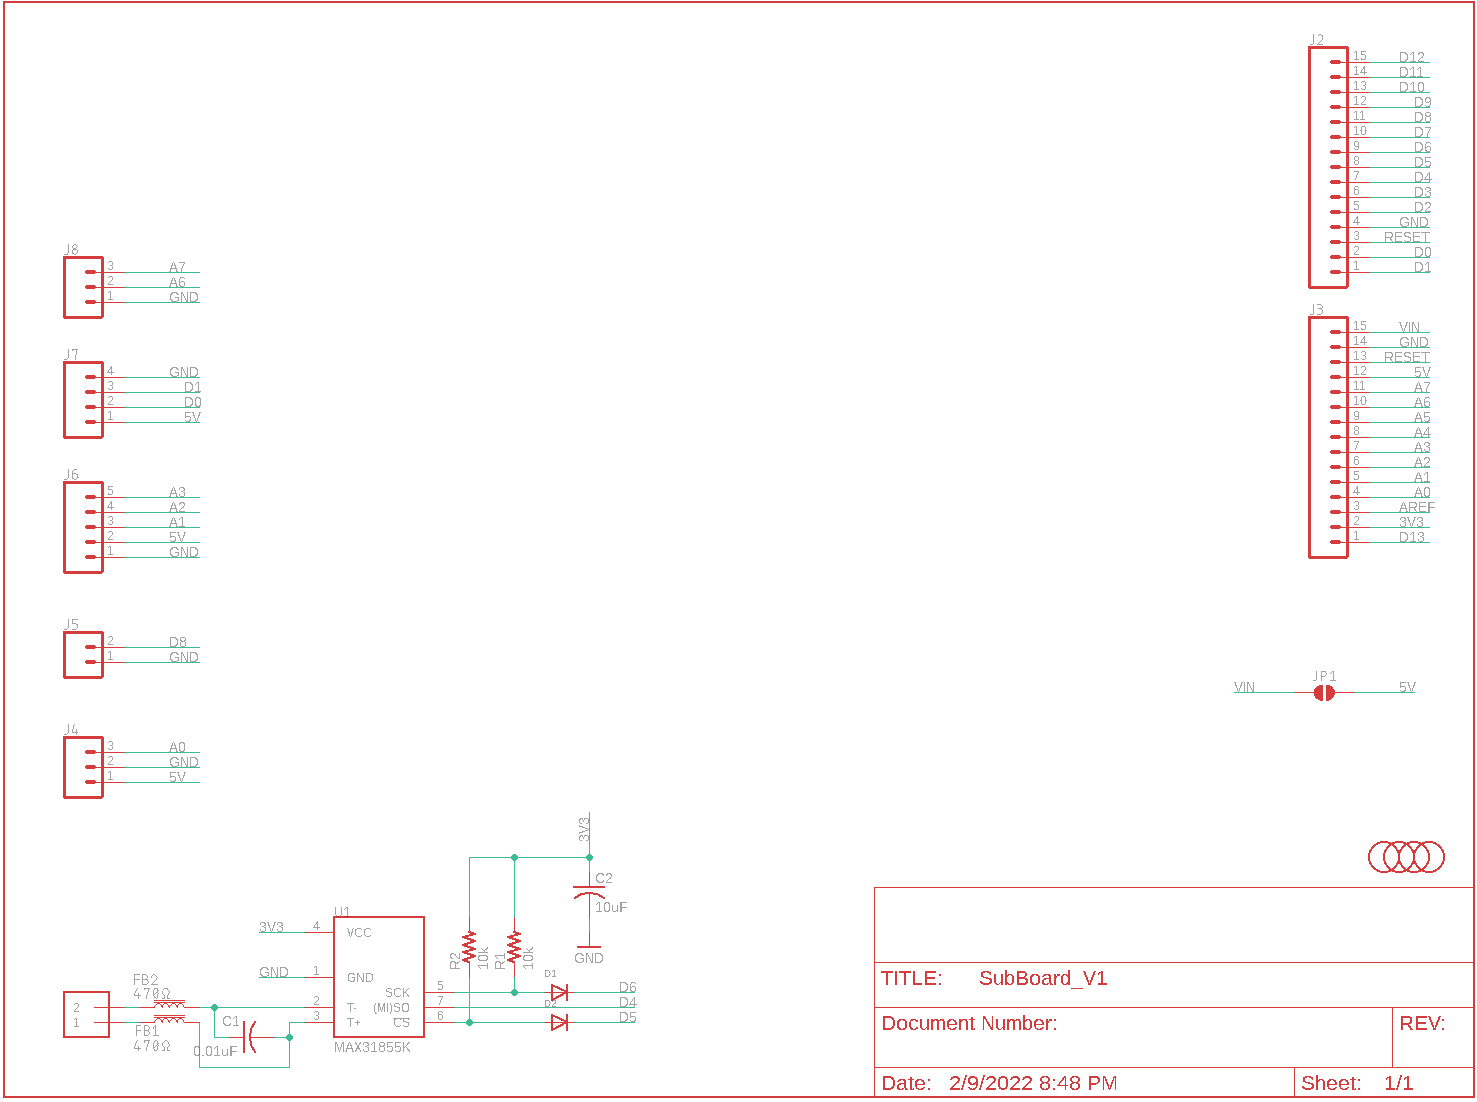 J2
15 D12
14 D11
13 D10
12 D9
11 D8
10 D7
9 D6
8 D5
7 D4
6 D3
5 D2
4 GND
3 RESET
2 D0
1 D1
J8
3 A7
2 A6
1 GND
J3
15 VIN
14 GND
13 RESET
12 5V
11 A7
10 A6
9 A5
8 A4
7 A3
6 A2
5 A1
4 A0
3 AREF
2 3V3
1 D13
J7
4 GND
3 D1
2 D0
1 5V
J6
5 A3
4 A2
3 A1
2 5V
1 GND
J5
2 D8
1 GND
JP1
VIN 5V
J4
3 A0
2 GND
1 5V
3V3
C2
10uF
GND
R2 10k R1 10k
U1
3V3 4 VCC
GND 1 GND
SCK 5 D1 D6
2 T- (MI)SO 7 D4
3 T+ CS 6 D2 D5
MAX31855K
FB2
470Ω
2
1
FB1
470Ω
C1
0.01uF
TITLE: SubBoard_V1
Document Number:
REV:
Date: 2/9/2022 8:48 PM
Sheet: 1/1